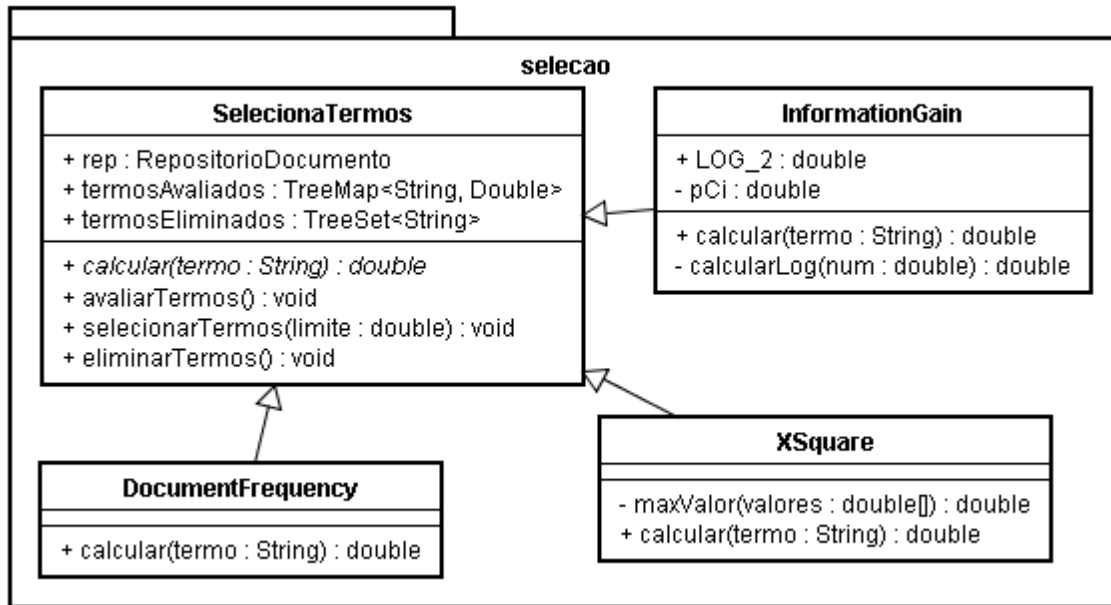 selecao
SelecionaTermos
+ rep : RepositorioDocumento
+ termosAvaliados : TreeMap<String, Double>
+ termosEliminados : TreeSet<String>
+ calcular(termo : String) : double
+ avaliarTermos() : void
+ selecionarTermos(limite : double) : void
+ eliminarTermos() : void
InformationGain
+ LOG_2 : double
- pCi : double
+ calcular(termo : String) : double
- calcularLog(num : double) : double
DocumentFrequency
+ calcular(termo : String) : double
XSquare
- maxValor(valores : double[]) : double
+ calcular(termo : String) : double